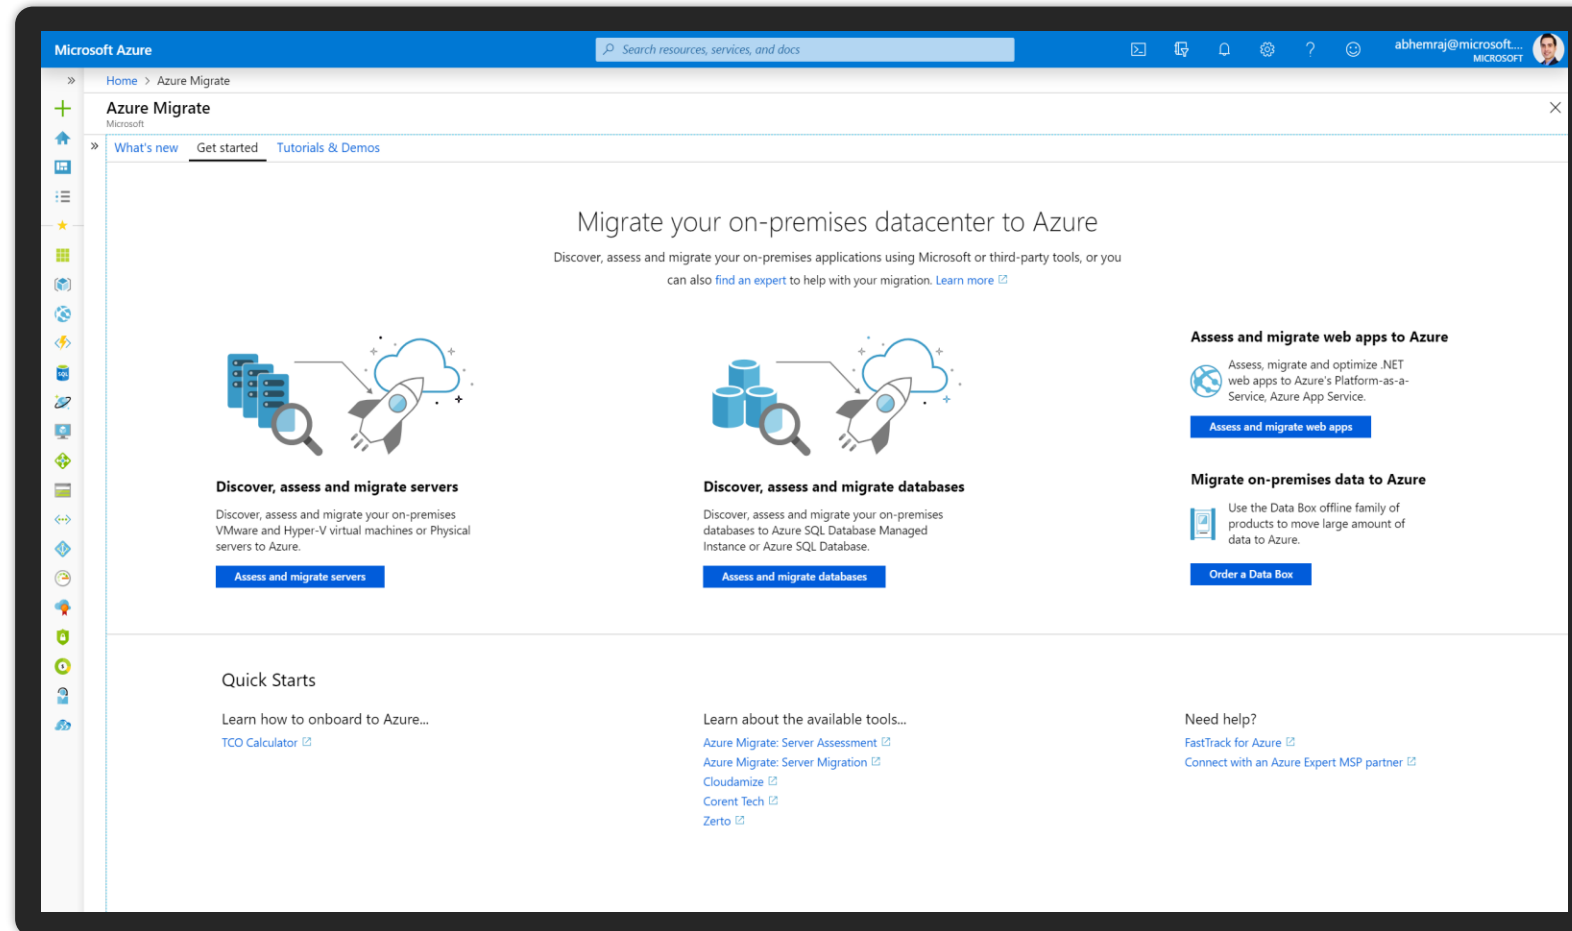 Microsoft Azure
Search resources, services, and docs
abhemraj@microsoft....
MICROSOFT
Home > Azure Migrate
Azure Migrate
Microsoft
What's new Get started Tutorials & Demos
Migrate your on-premises datacenter to Azure
Discover, assess and migrate your on-premises applications using Microsoft or third-party tools, or you
can also find an expert to help with your migration. Learn more
Discover, assess and migrate servers
Discover, assess and migrate your on-premises
VMware and Hyper-V virtual machines or Physical
servers to Azure.
Assess and migrate servers
Discover, assess and migrate databases
Discover, assess and migrate your on-premises
databases to Azure SQL Database Managed
Instance or Azure SQL Database.
Assess and migrate databases
Assess and migrate web apps to Azure
Assess, migrate and optimize .NET
web apps to Azure's Platform-as-a-
Service, Azure App Service.
Assess and migrate web apps
Migrate on-premises data to Azure
Use the Data Box offline family of
products to move large amount of
data to Azure.
Order a Data Box
Quick Starts
Learn how to onboard to Azure...
TCO Calculator
Learn about the available tools...
Azure Migrate: Server Assessment
Azure Migrate: Server Migration
Cloudamize
Corent Tech
Zerto
Need help?
FastTrack for Azure
Connect with an Azure Expert MSP partner
SQL